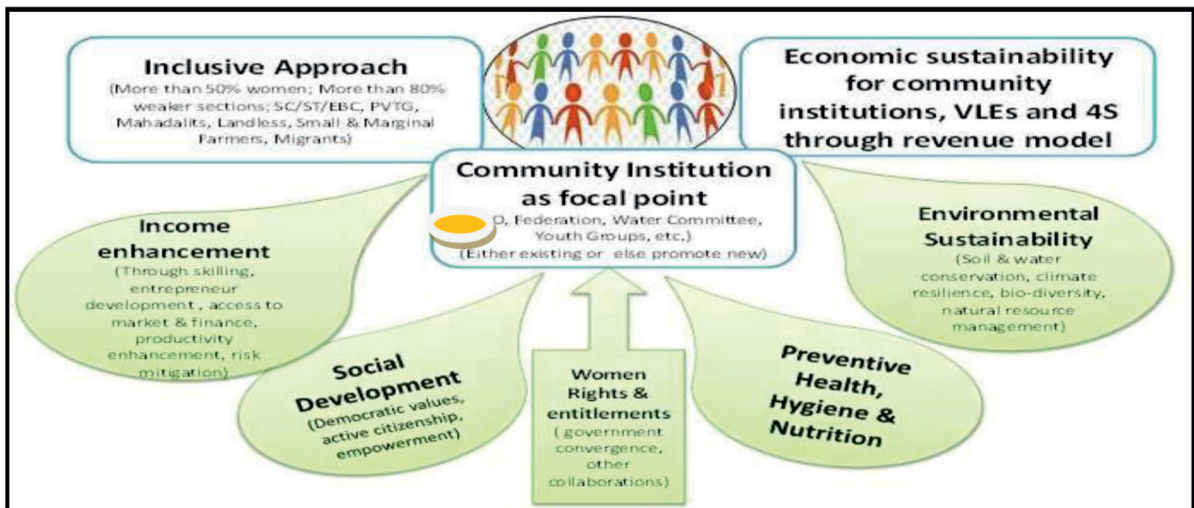 Inclusive Approach
(More than 50% women; More than 80%
weaker sections; SC/ST/EBC, PVTG,
Mahadalits, Landless, Small & Marginal
Farmers, Migrants)
Economic sustainability
for community
institutions, VLEs and 4S
through revenue model
Community Institution
as focal point
O, Federation, Water Committee,
Youth Groups, etc.)
(Either existing or else promote new)
Income
enhancement
(Through skilling,
entrepreneur
development , access to
market & finance,
productivity
enhancement, risk
mitigation)
Social
Development
(Democratic values,
active citizenship,
empowerment)
Women
Rights &
entitlements
( government
convergence,
other
collaborations)
Preventive
Health,
Hygiene &
Nutrition
Environmental
Sustainability
(Soil & water
conservation, climate
resilience, bio-diversity,
natural resource
management)